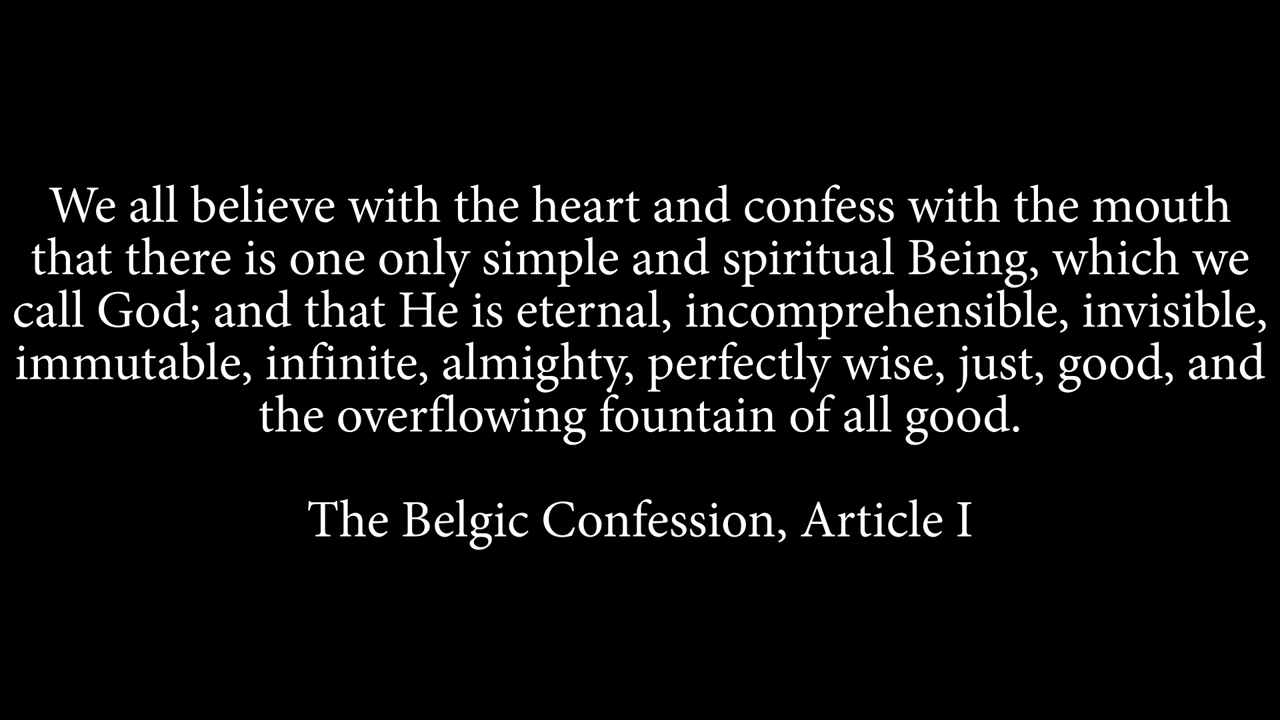 We all believe with the heart and confess with the mouth
that there is one only simple and spiritual Being, which we
call God; and that He is eternal, incomprehensible, invisible,
immutable, infinite, almighty, perfectly wise, just, good, and
the overflowing fountain of all good.
The Belgic Confession, Article I